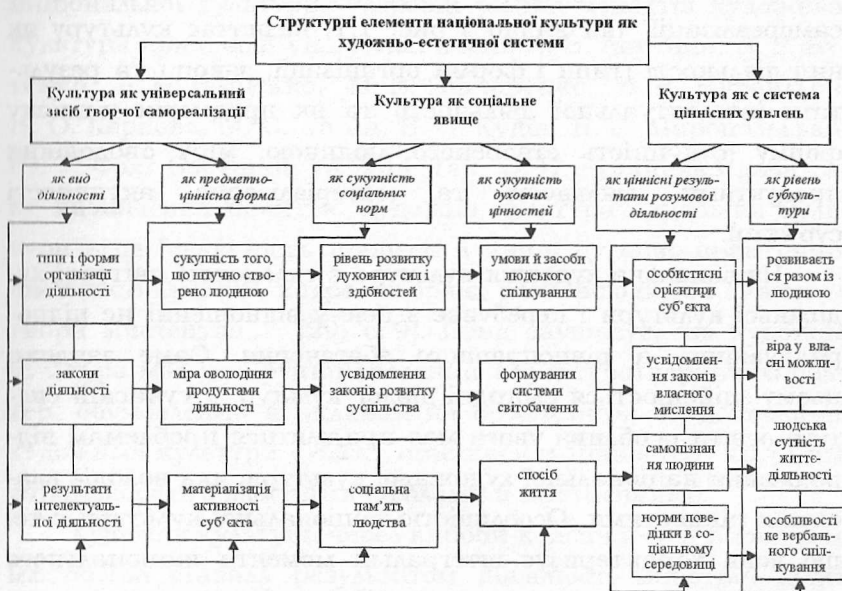 Структурні елементи національної культури як
художньо-естетичної системи
Культура як універсальний
засіб творчої самореалізації
Культура як соціальне
явище
Культура як система
ціннісних уявлень
як вид
діяльності
як предметно-
ціннісна форма
як сукупність
соціальних
норм
як сукупність
духовних
цінностей
як ціннісні резуль-
тати розумової
діяльності
як рівень
субкуль-
тури
типи і форми
організації
діяльності
сукупність того,
що штучно ство-
рено людиною
рівень розвитку
духовних сил і
здібностей
умови й засоби
людського
спілкування
особистісні
орієнтири
суб’єкта
розвиваєть
ся разом із
людиною
закони
діяльності
міра оволодіння
продуктами
діяльності
усвідомлення
законів розвитку
суспільства
формування
системи
світобачення
усвідомлен-
ня законів
власного
мислення
віра у вла-
сні можли-
вості
самопізнан
ня людини
людська
сутність
життє-
діяльності
результати
інтелектуаль-
ної діяльності
матеріалізація
активності
суб’єкта
соціальна
пам’ять
людства
спосіб
життя
норми пове-
дінки в со-
ціальному
середовищі
особливості
не вербаль-
ного спіл-
кування